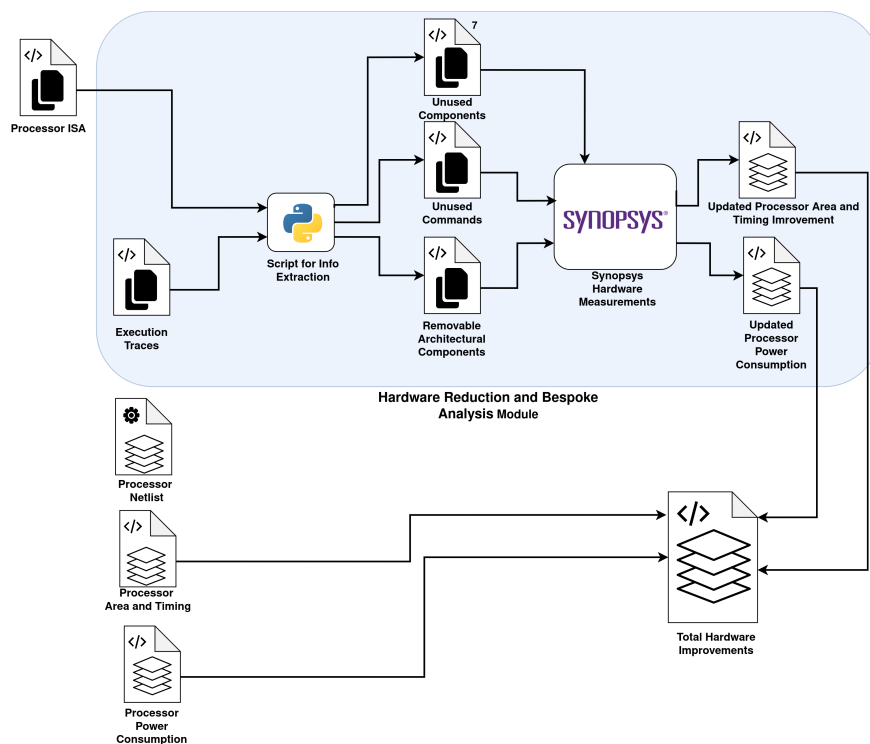 7
</>
</>
Processor ISA
Unused
Components
</>
Unused
Commands
</>
Updated Processor Area and
Timing Imrovement
SYNOPSYS®
Script for Info
Extraction
</>
Execution
Traces
</>
Removable
Architectural
Components
Synopsys
Hardware
Measurements
</>
Updated
Processor
Power
Consumption
Hardware Reduction and Bespoke
Analysis Module
Processor
Netlist
</>
Processor
Area and Timing
</>
Total Hardware
Improvements
</>
Processor
Power
Consumption